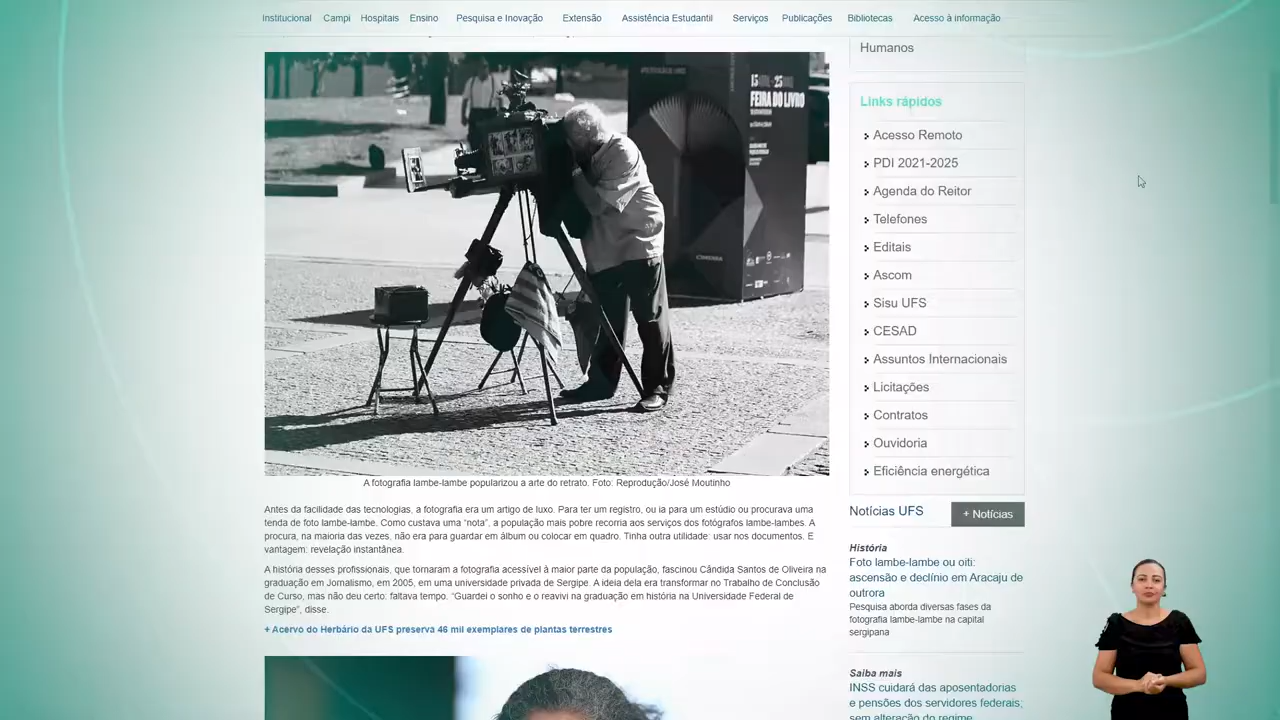 Institucional Campi Hospitais Ensino Pesquisa e Inovação Extensão Assistência Estudantil Serviços Publicações Bibliotecas Acesso à informação
Humanos
15 ABRIL - 25
FEIRA DO LIVRO
CINEMA
A fotografia lambe-lambe popularizou a arte do retrato. Foto: Reprodução/José Moutinho
Antes da facilidade das tecnologias, a fotografia era um artigo de luxo. Para ter um registro, ou ia para um estúdio ou procurava uma
tenda de foto lambe-lambe. Como custava uma “nota”, a população mais pobre recorria aos serviços dos fotógrafos lambe-lambes. A
procura, na maioria das vezes, não era para guardar em álbum ou colocar em quadro. Tinha outra utilidade: usar nos documentos. E
vantagem: revelação instantânea.
A história desses profissionais, que tornaram a fotografia acessível à maior parte da população, fascinou Cândida Santos de Oliveira na
graduação em Jornalismo, em 2005, em uma universidade privada de Sergipe. A ideia dela era transformar no Trabalho de Conclusão
de Curso, mas não deu certo: faltava tempo. “Guardei o sonho e o reavivi na graduação em história na Universidade Federal de
Sergipe”, disse.
+ Acervo do Herbário da UFS preserva 46 mil exemplares de plantas terrestres
Links rápidos
Acesso Remoto
PDI 2021-2025
Agenda do Reitor
Telefones
Editais
Ascom
Sisu UFS
CESAD
Assuntos Internacionais
Licitações
Contratos
Ouvidoria
Eficiência energética
Notícias UFS
+ Notícias
História
Foto lambe-lambe ou oiti:
ascensão e declínio em Aracaju de
outrora
Pesquisa aborda diversas fases da
fotografia lambe-lambe na capital
sergipana
Saiba mais
INSS cuidará das aposentadorias
e pensões dos servidores federais;
sem alteração do regime